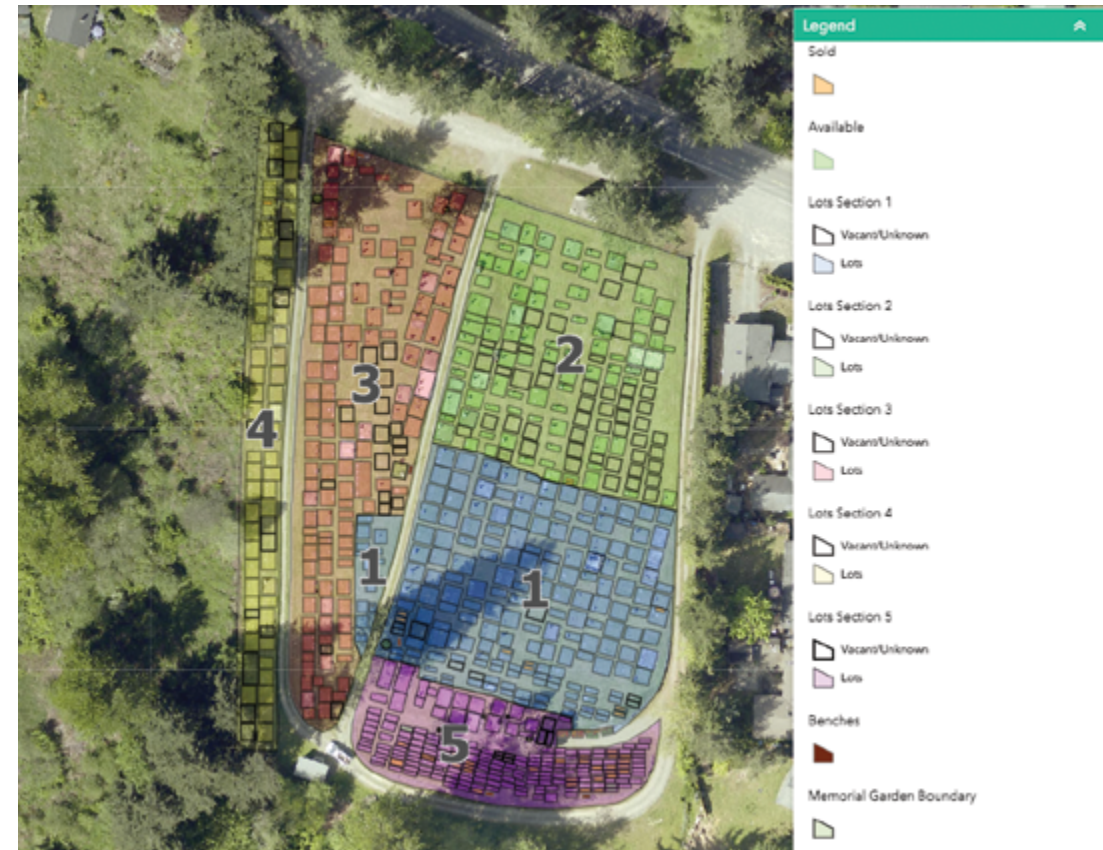 Legend
Sold
Available
Lots Section 1
Vacant/Unknown
Lots
Lots Section 2
Vacant/Unknown
Lots
Lots Section 3
Vacant/Unknown
Lots
Lots Section 4
Vacant/Unknown
Lots
Lots Section 5
Vacant/Unknown
Lots
Benches
Memorial Garden Boundary
2
3
4
1
1
5